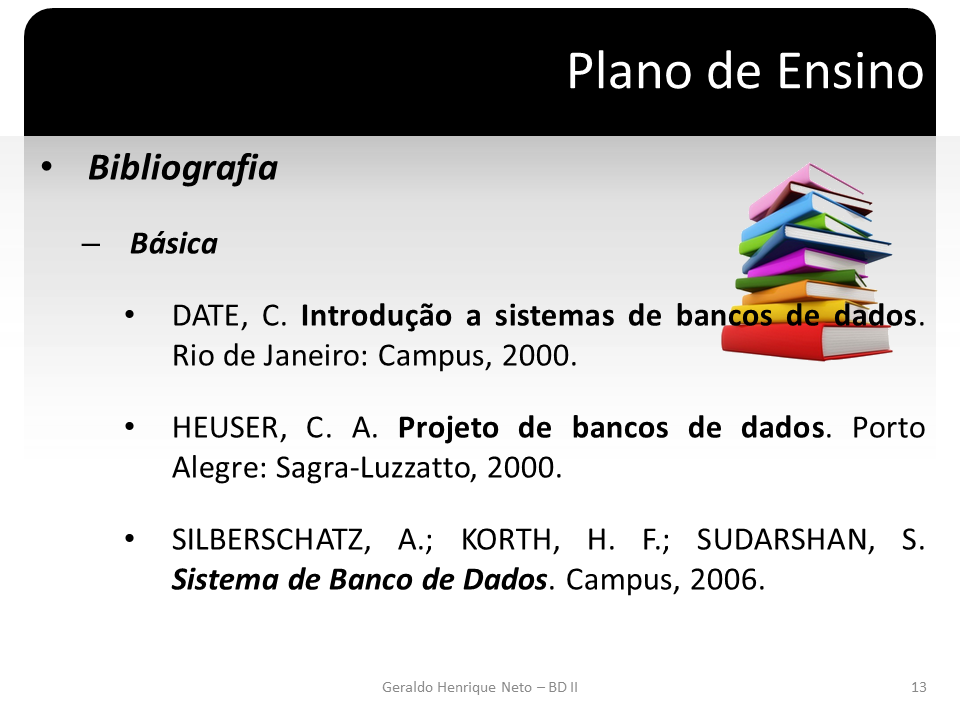 Plano de Ensino
• Bibliografia
– Básica
• DATE, C. Introdução a sistemas de bancos de dados.
Rio de Janeiro: Campus, 2000.
• HEUSER, C. A. Projeto de bancos de dados. Porto
Alegre: Sagra-Luzzatto, 2000.
• SILBERSCHATZ, A.; KORTH, H. F.; SUDARSHAN, S.
Sistema de Banco de Dados. Campus, 2006.
Geraldo Henrique Neto – BD II
13